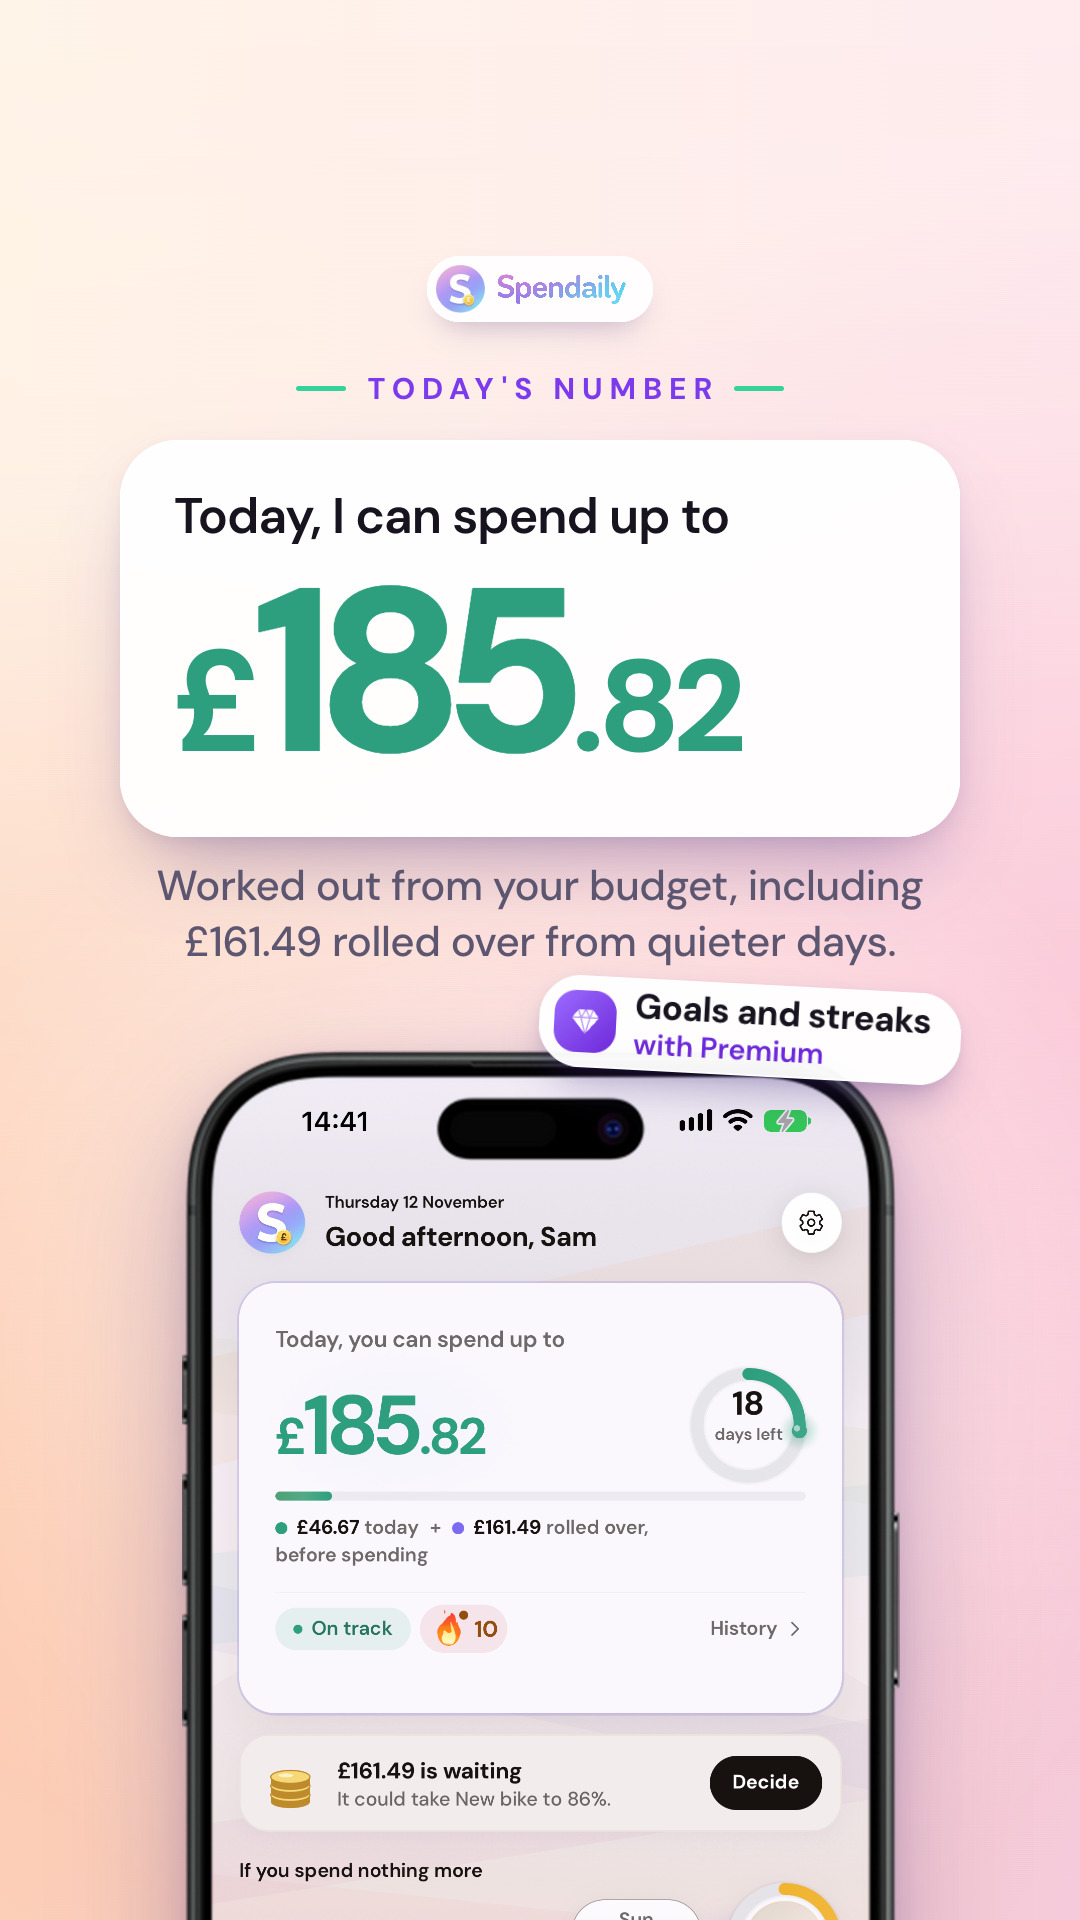 Spendaily
TODAY'S NUMBER
Today, I can spend up to
£185.82
Worked out from your budget, including
£161.49 rolled over from quieter days.
Goals and streaks
with Premium
14:41
Thursday 12 November
Good afternoon, Sam
Today, you can spend up to
£185.82
18
days left
£46.67 today + £161.49 rolled over,
before spending
On track
10
History
£161.49 is waiting
It could take New bike to 86%.
Decide
If you spend nothing more
Sun